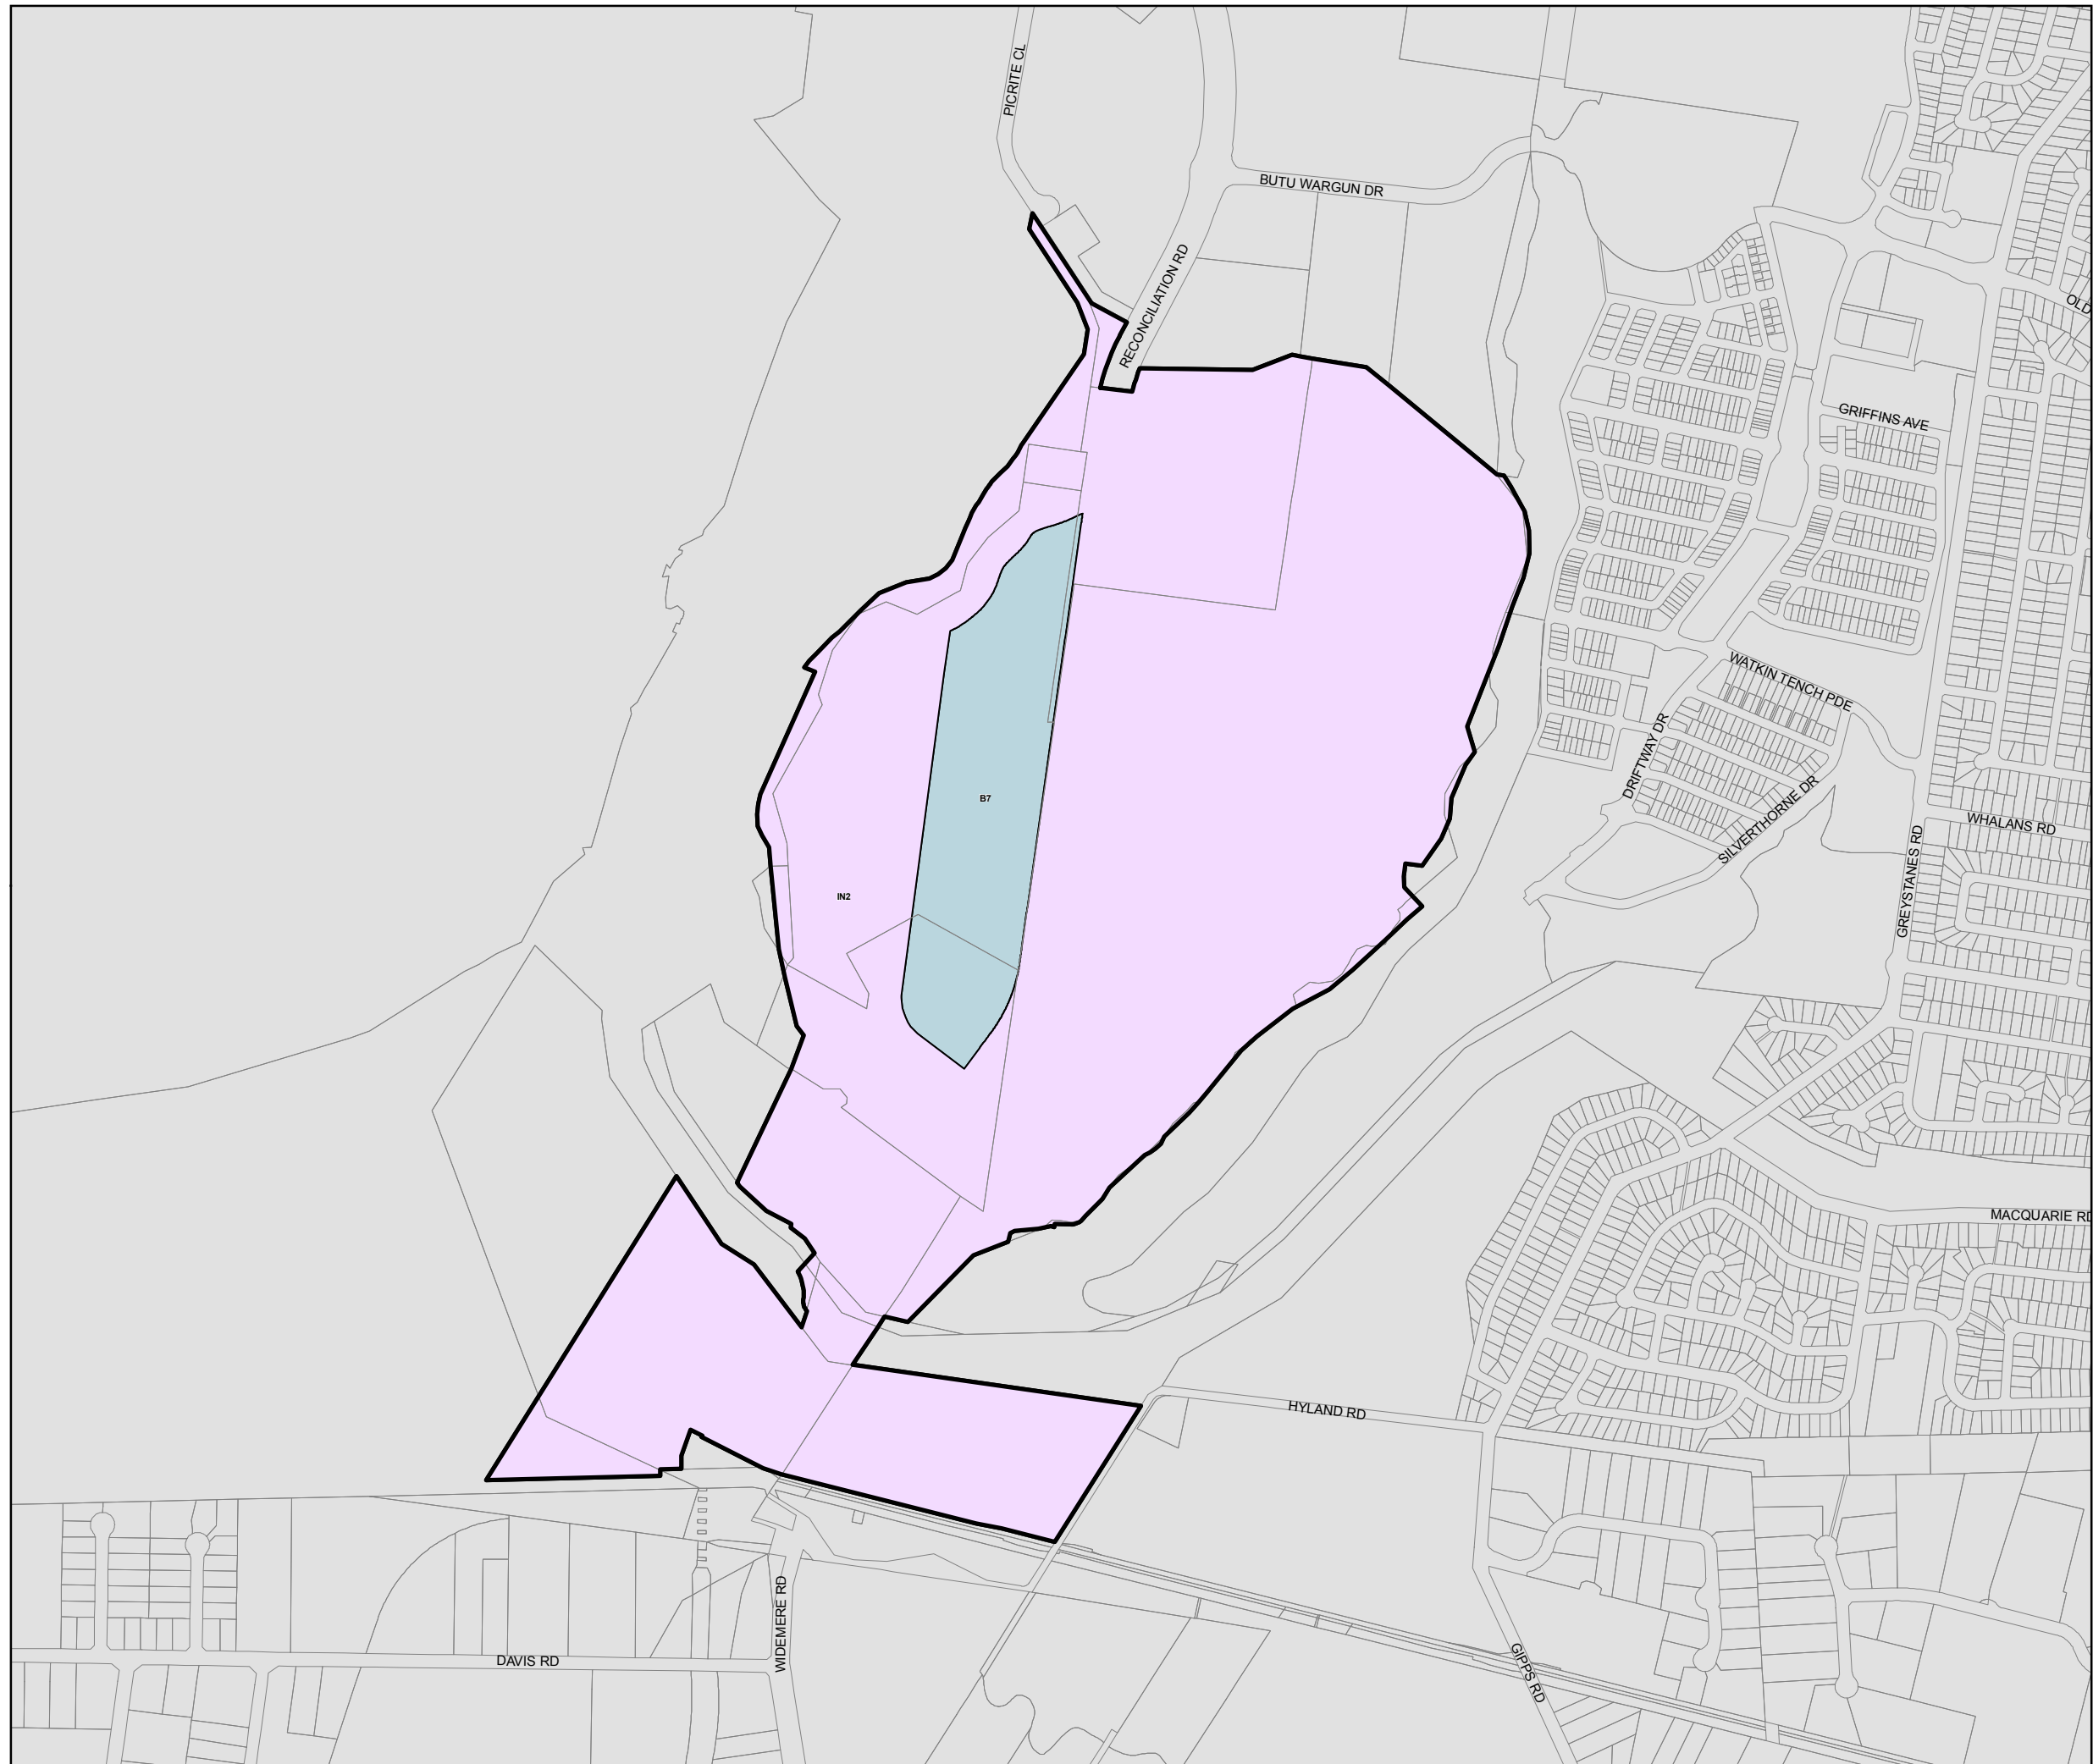 PICRITE CL
BUTU WARGUN DR
RECONCILIATION RD
OLD
GRIFFINS AVE
WATKIN TENCH PDE
DRIFTWAY DR
SILVERTHORNE DR
WHALANS RD
GREYSTANES RD
B7
IN2
MACQUARIE RD
HYLAND RD
WIDEMERE RD
DAVIS RD
GIPPS RD